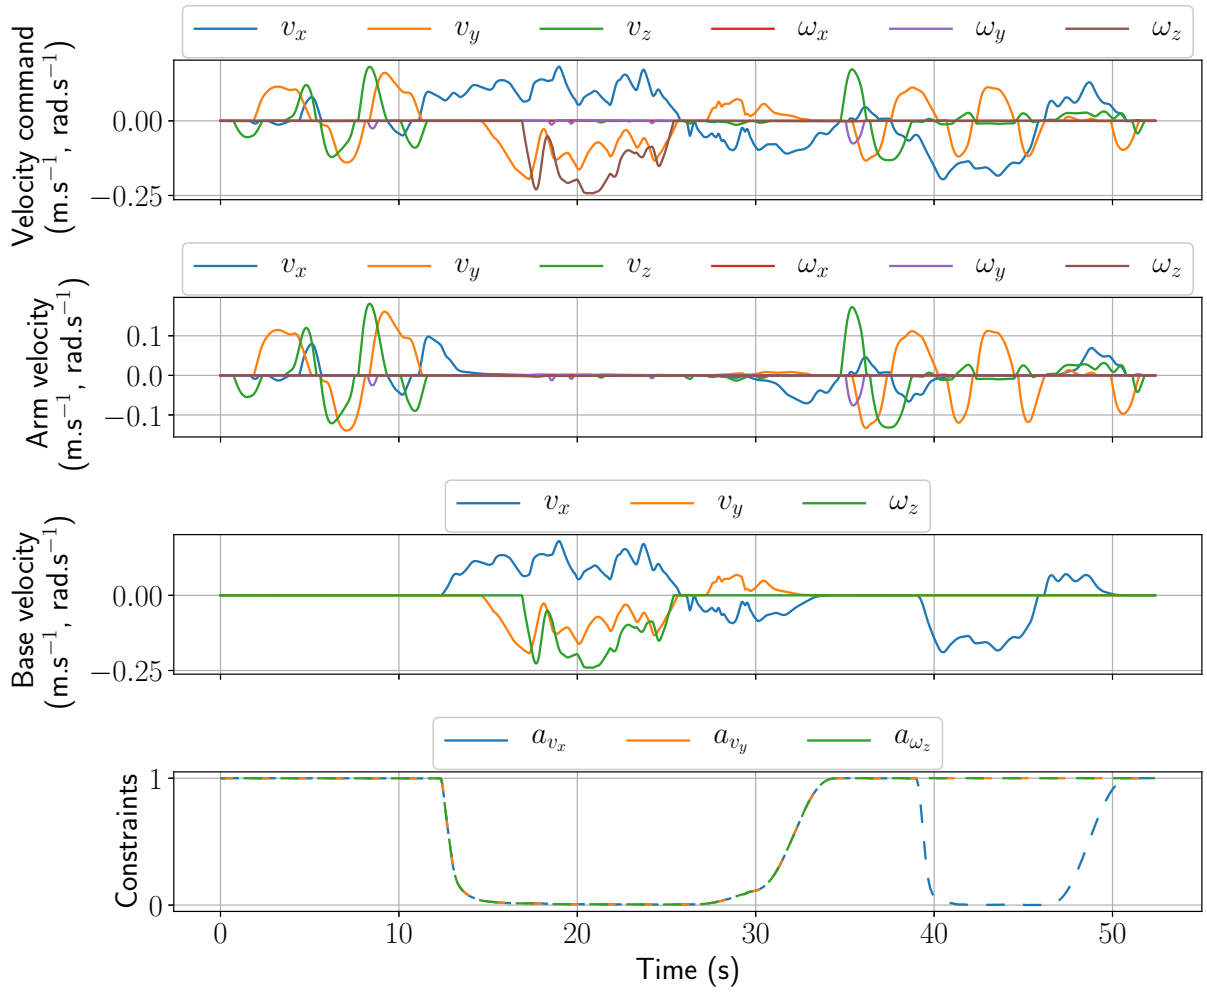 v_x v_y v_z ω_x ω_y ω_z
Velocity command
(m.s⁻¹, rad.s⁻¹)
0.00
−0.25
v_x v_y v_z ω_x ω_y ω_z
Arm velocity
(m.s⁻¹, rad.s⁻¹)
0.1
0.0
−0.1
v_x v_y ω_z
Base velocity
(m.s⁻¹, rad.s⁻¹)
0.00
−0.25
a_{v_x} a_{v_y} a_{ω_z}
Constraints
1
0
0 10 20 30 40 50
Time (s)